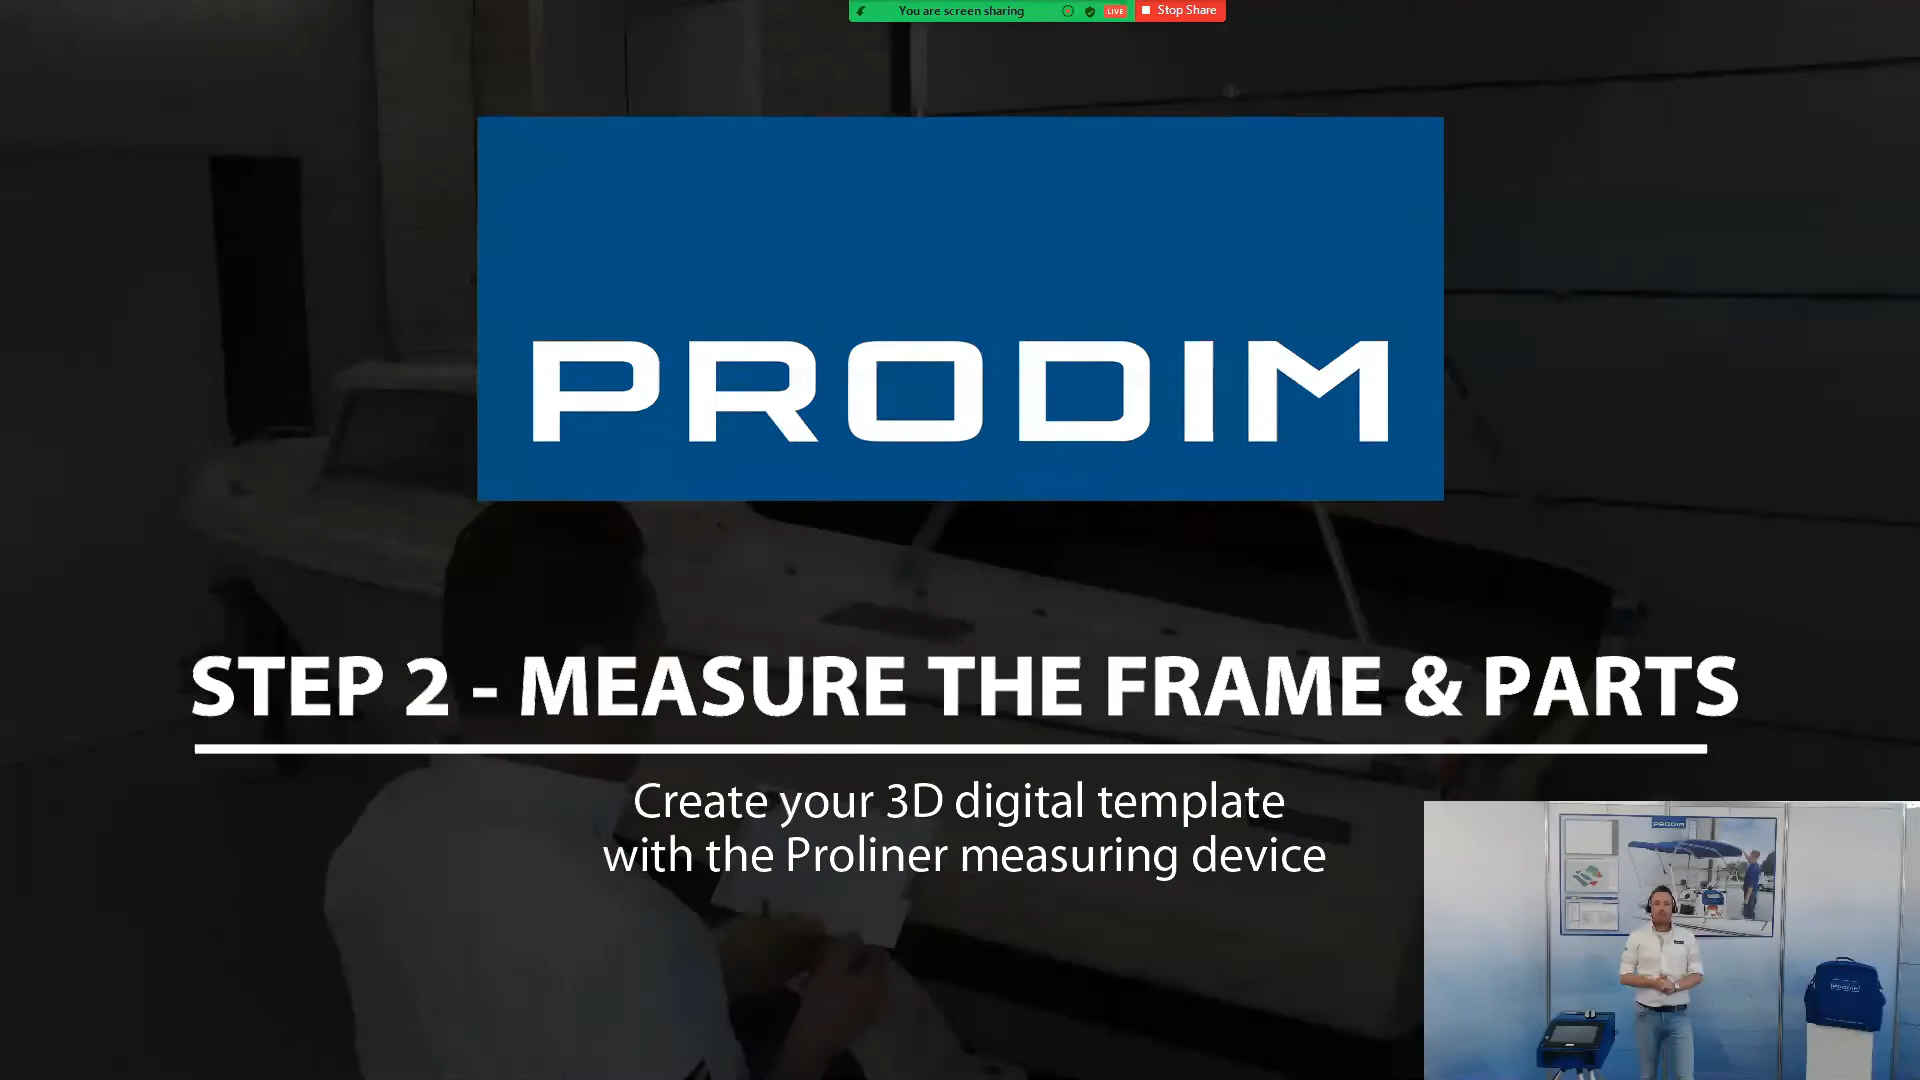 You are screen sharing
LIVE
Stop Share
PRODIM
STEP 2 - MEASURE THE FRAME & PARTS
Create your 3D digital template
with the Proliner measuring device
PRODIM
PRODIM